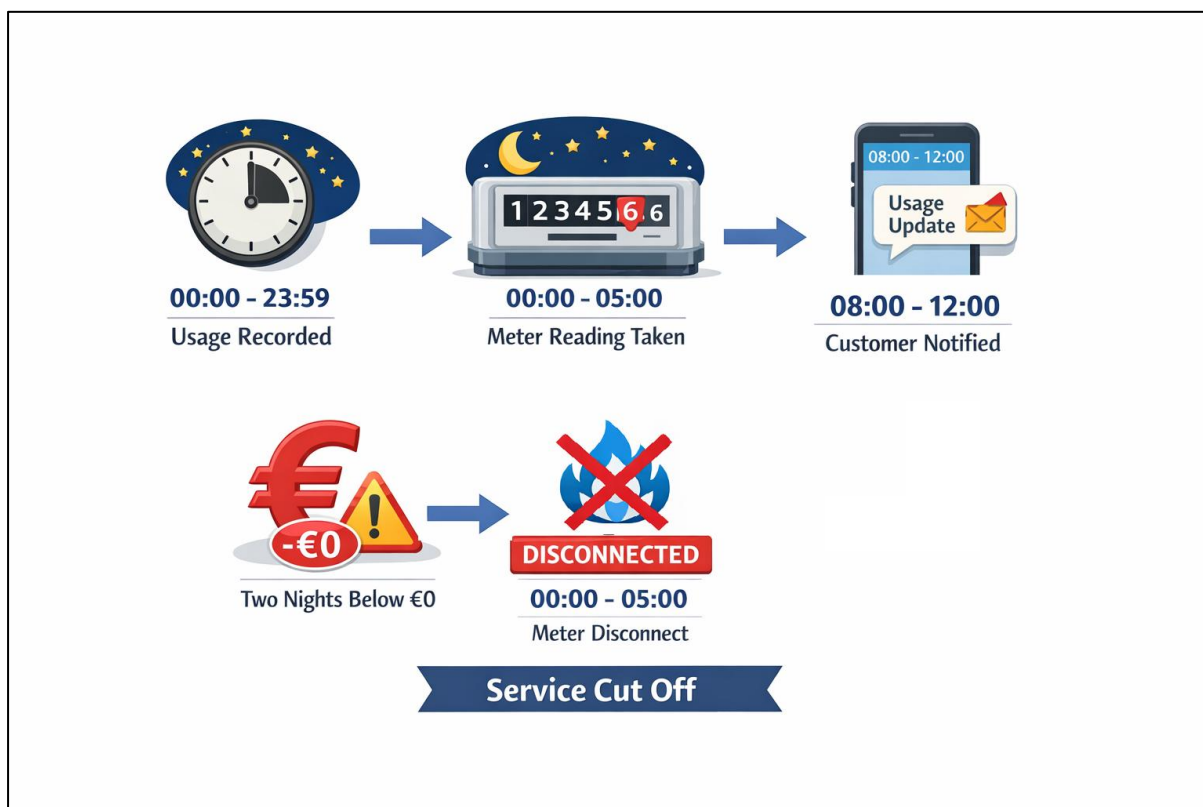 08:00 - 12:00
Usage
Update
1 2 3 4 5 6 . 6
00:00 - 23:59
Usage Recorded
00:00 - 05:00
Meter Reading Taken
08:00 - 12:00
Customer Notified
-€0
Two Nights Below €0
DISCONNECTED
00:00 - 05:00
Meter Disconnect
Service Cut Off